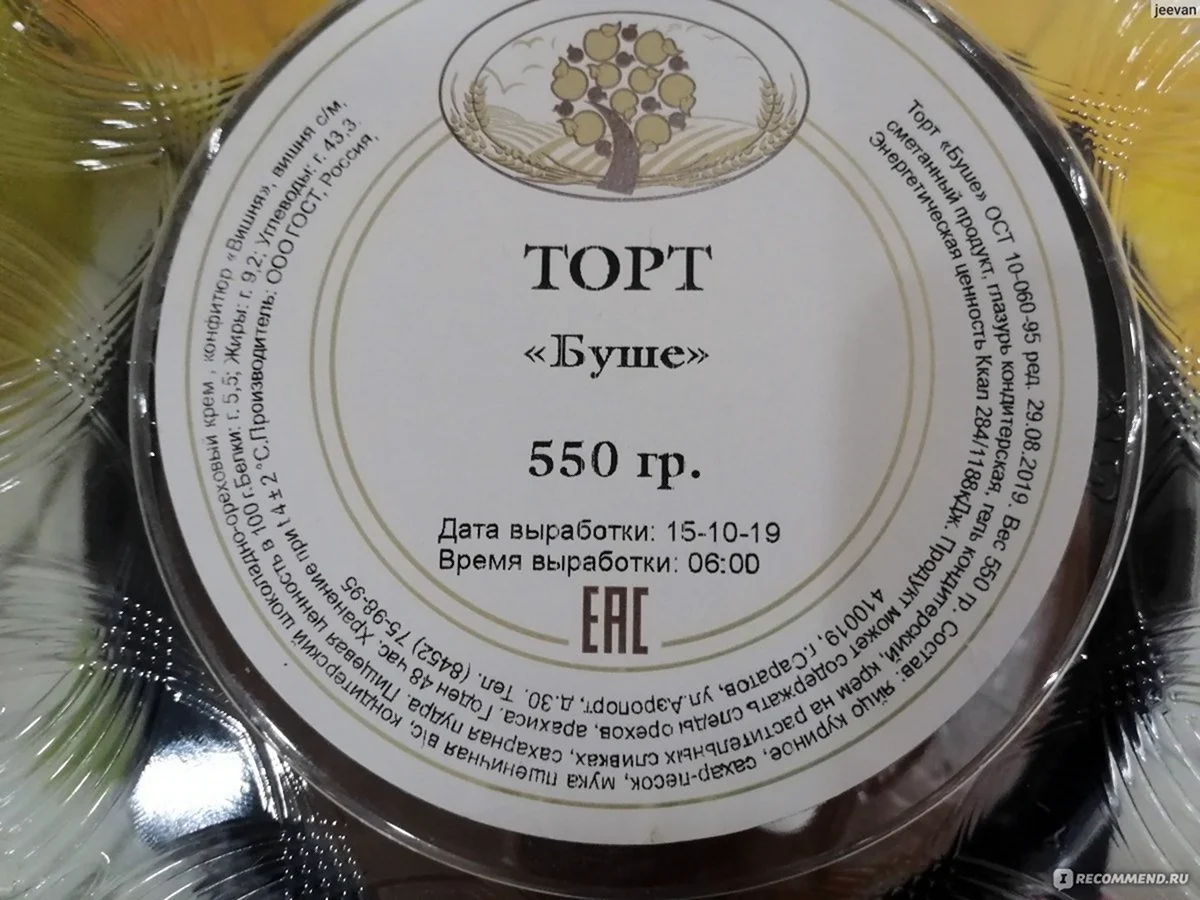 jeevan
ТОРТ
«Буше»
550 гр.
Дата выработки: 15-10-19
Время выработки: 06:00
EAC
Торт «Буше» ОСТ 10-060-95 ред. 29.08.2019. Вес 550 гр. Состав: яйцо куриное, сахар-песок, мука пшеничная в/с, кондитерский шоколадно-ореховый крем , конфитюр «Вишня», вишня с/м,
сметанный продукт, глазурь кондитерская, гель кондитерский, крем на растительных сливках, сахарная пудра. Пищевая ценность в 100 г.Белки: г. 5,5; Жиры: г. 9,2; Углеводы: г. 43,3.
Энергетическая ценность Ккал 284/1188кДж. Продукт может содержать следы орехов, арахиса. Годен 48 час. Хранение при t 4± 2 °С.Производитель: ООО ГОСТ, Россия,
410019, г.Саратов, ул.Аэропорт, д.30. Тел. (8452) 75-98-95
IRECOMMEND.RU